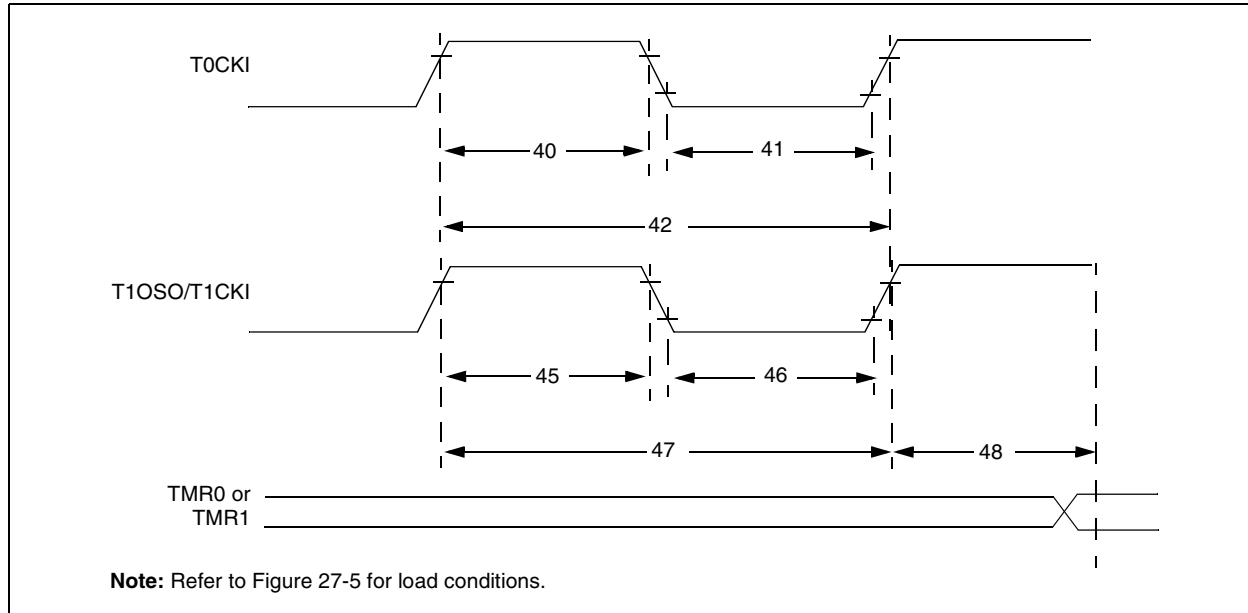 T0CKI
40
41
42
T1OSO/T1CKI
45
46
47
48
TMR0 or
TMR1
Note: Refer to Figure 27-5 for load conditions.